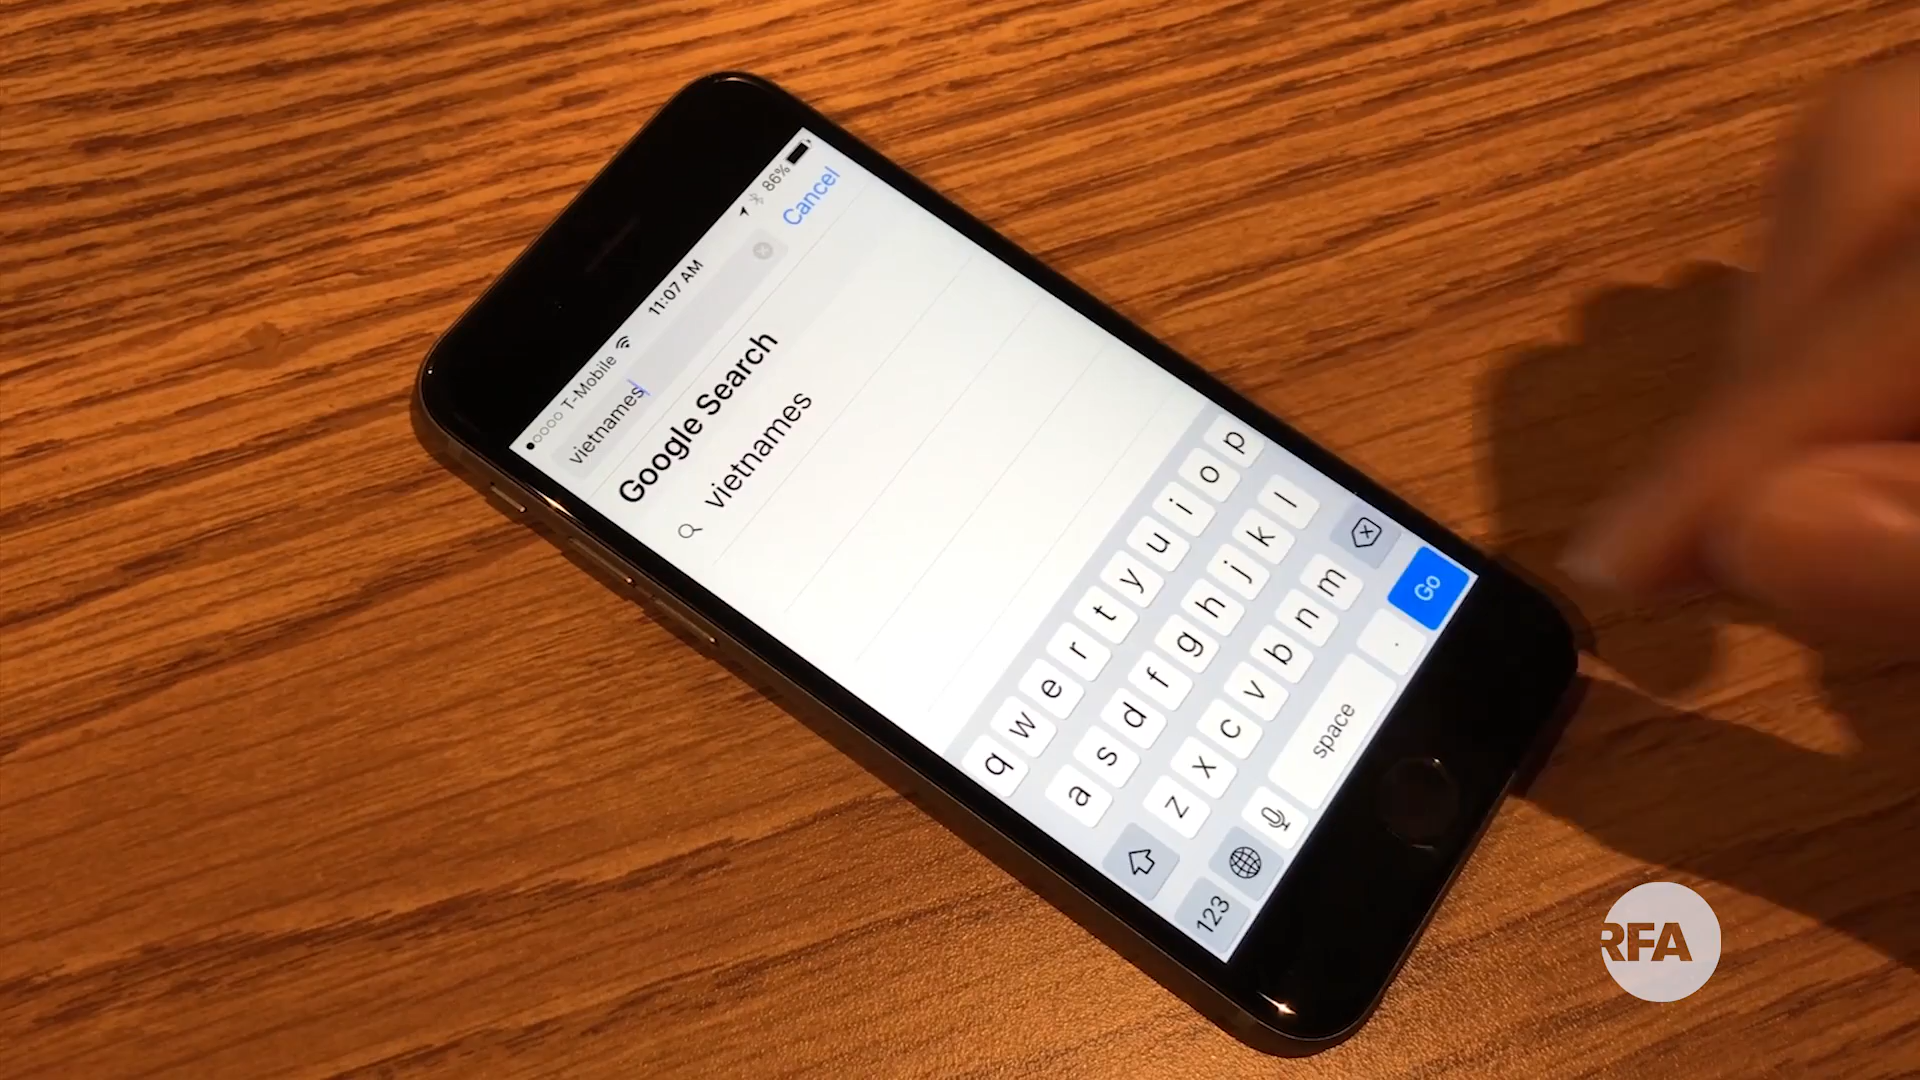 T-Mobile 11:07 AM 86%
vietnames Cancel
Google Search
vietnames
q w e r t y u i o p
a s d f g h j k l
z x c v b n m
123 space . Go
RFA